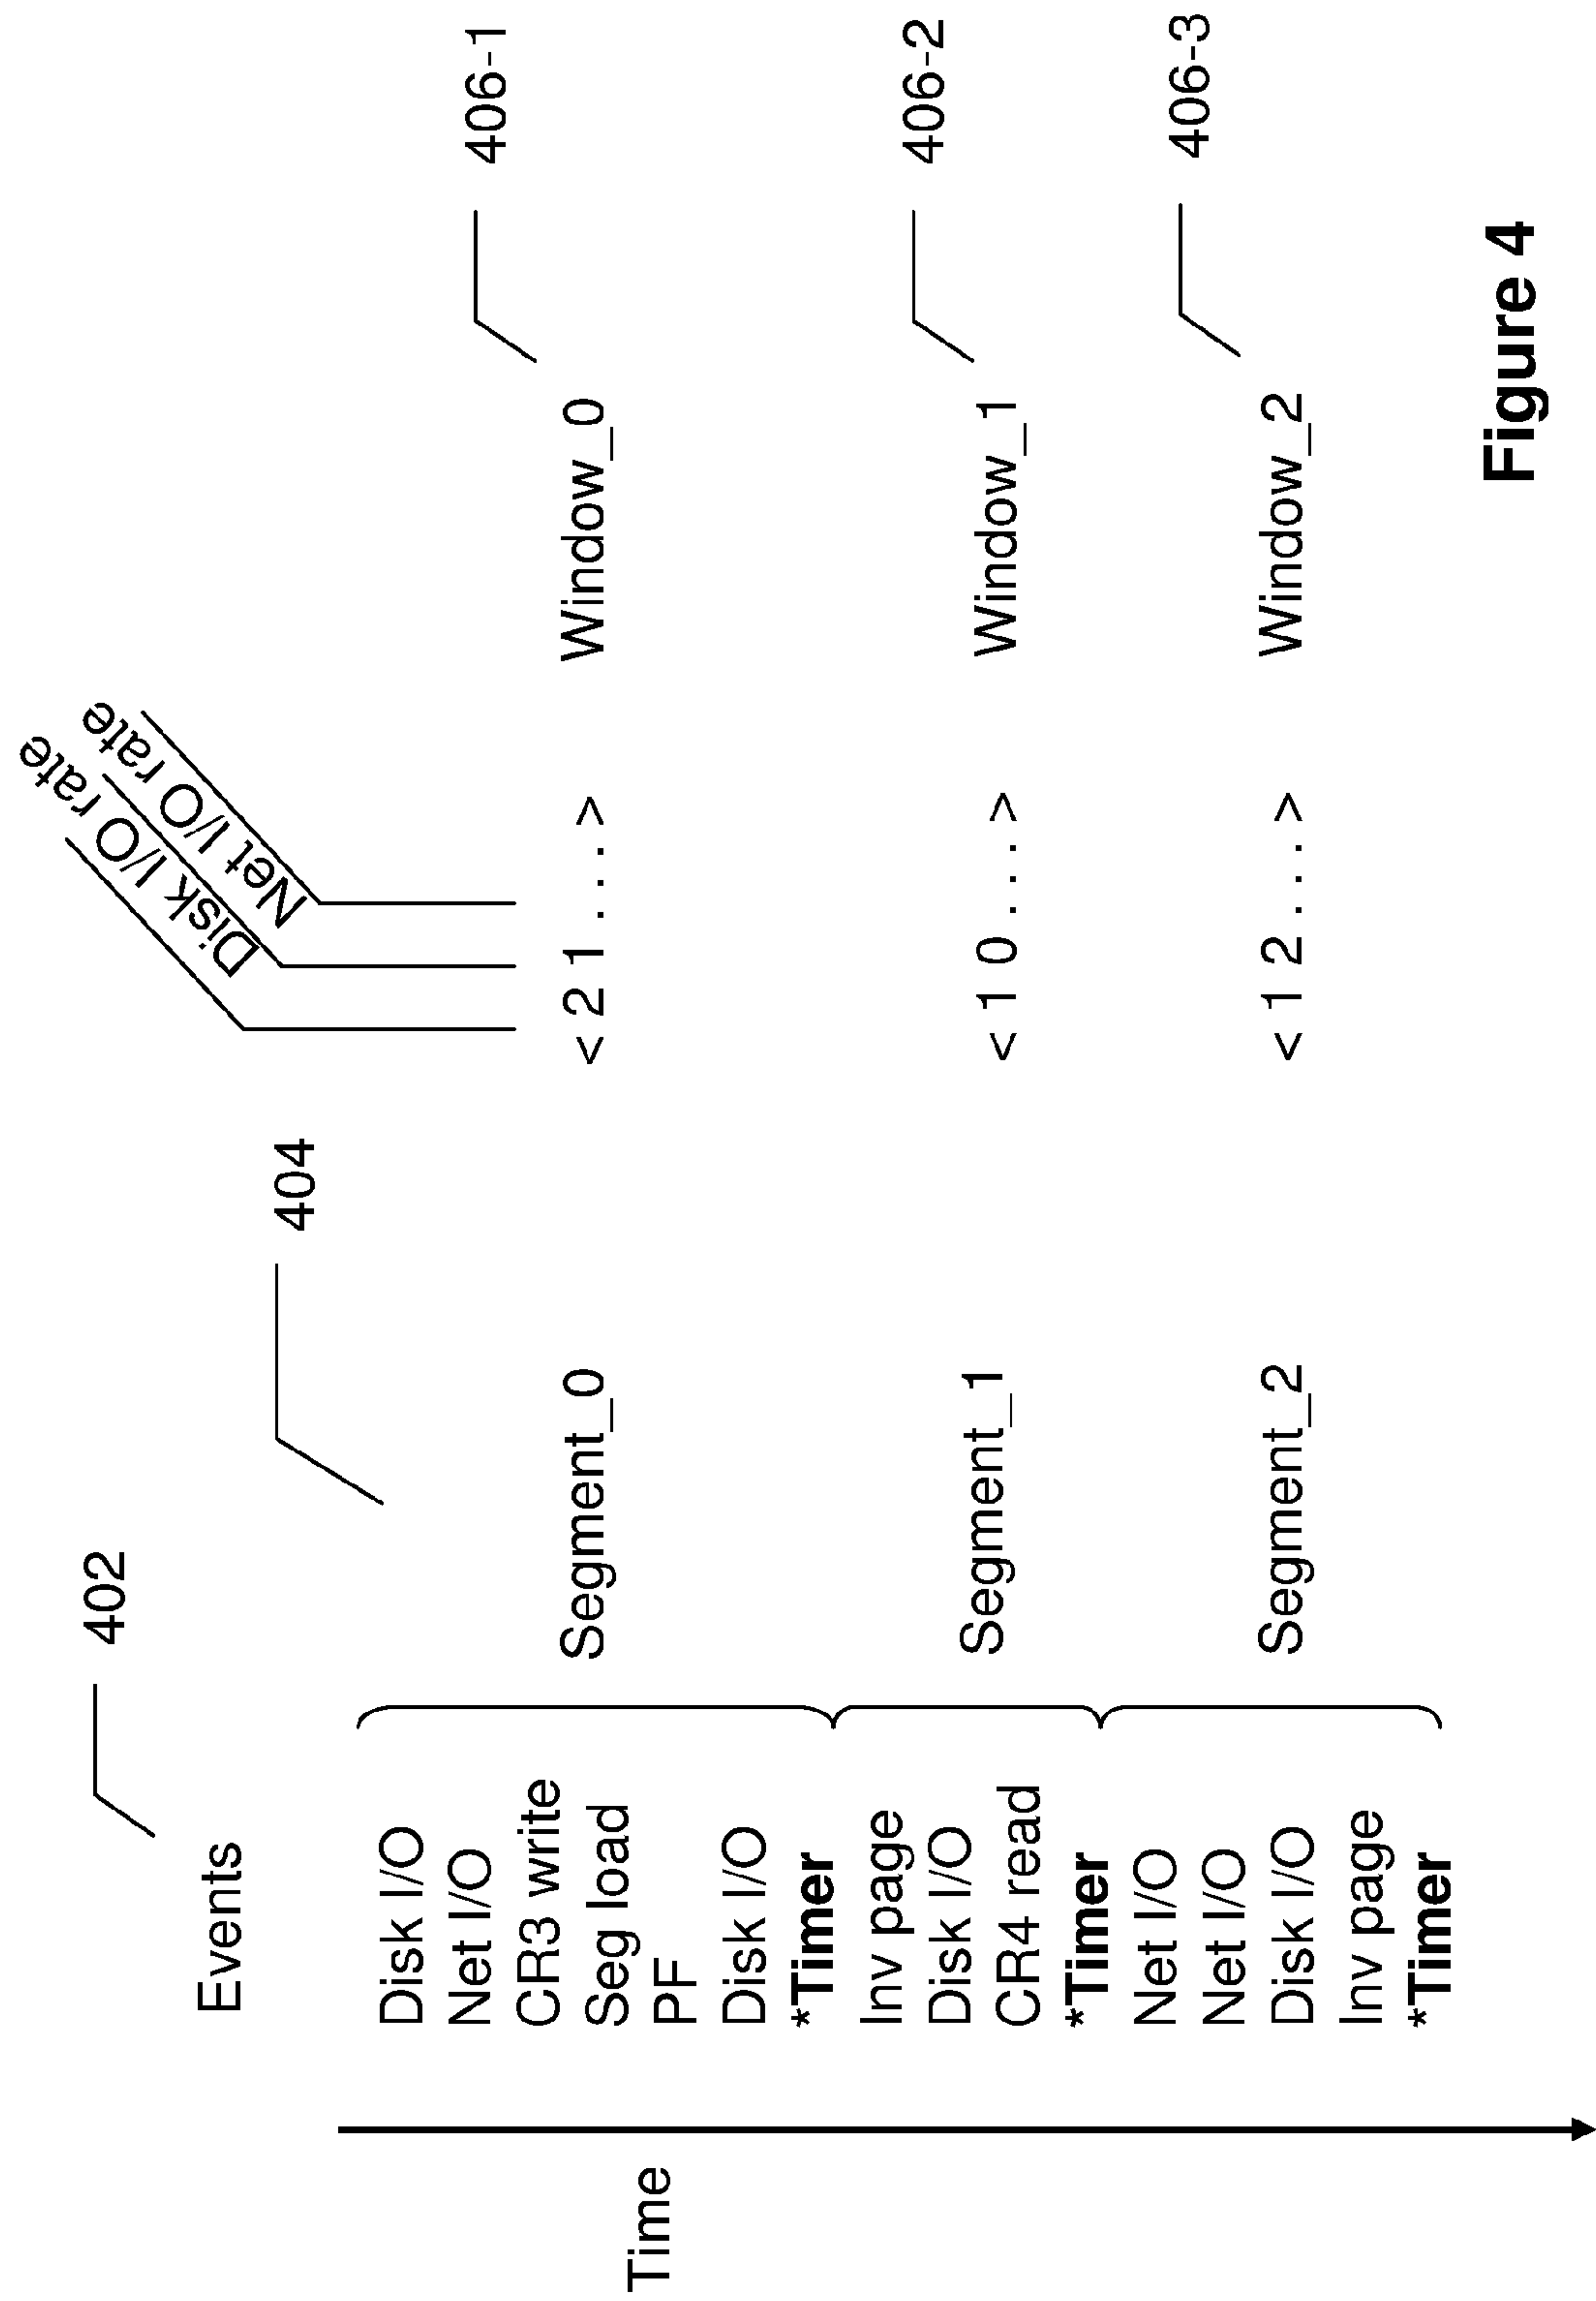 402
Events
404
Disk I/O rate
Net I/O rate
Disk I/O
Net I/O
CR3 write
Seg load
PF
Disk I/O
*Timer
Segment_0
< 2 1 . . . >
Window_0
406-1
Inv page
Disk I/O
CR4 read
*Timer
Segment_1
< 1 0 . . . >
Window_1
406-2
Net I/O
Net I/O
Disk I/O
Inv page
*Timer
Segment_2
< 1 2 . . . >
Window_2
406-3
Time
Figure 4